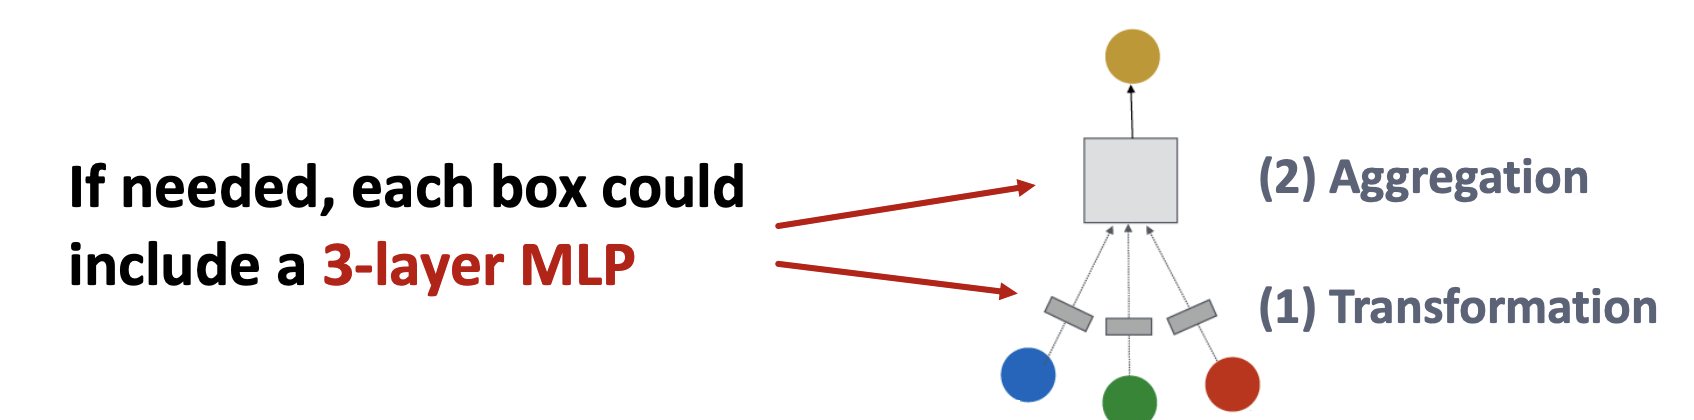 If needed, each box could
include a 3-layer MLP
(2) Aggregation
(1) Transformation